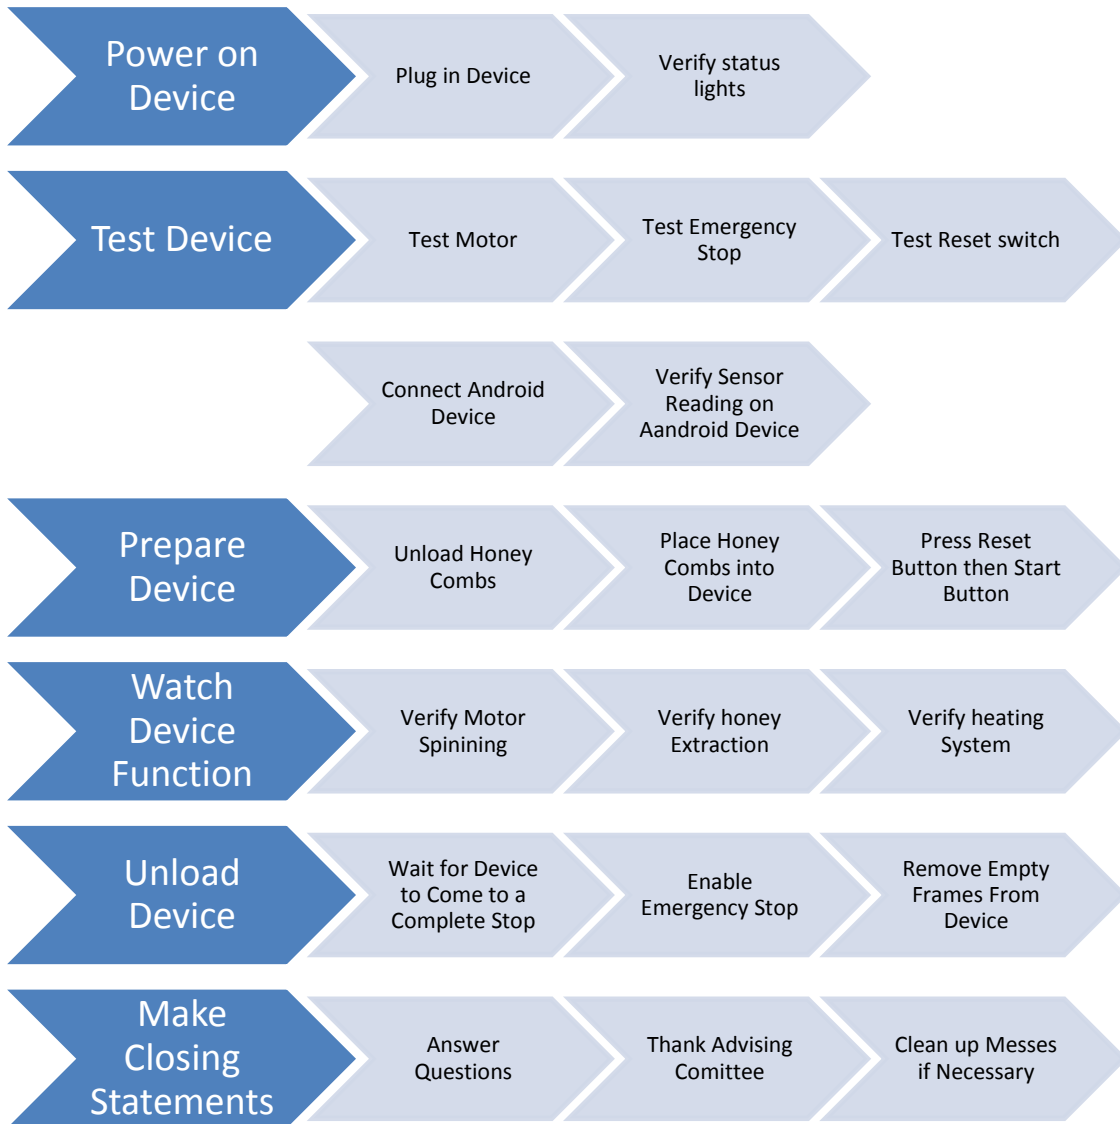 Power on
Device
Plug in Device
Verify status
lights
Test Device
Test Motor
Test Emergency
Stop
Test Reset switch
Connect Android
Device
Verify Sensor
Reading on
Aandroid Device
Prepare
Device
Unload Honey
Combs
Place Honey
Combs into
Device
Press Reset
Button then Start
Button
Watch
Device
Function
Verify Motor
Spinining
Verify honey
Extraction
Verify heating
System
Unload
Device
Wait for Device
to Come to a
Complete Stop
Enable
Emergency Stop
Remove Empty
Frames From
Device
Make
Closing
Statements
Answer
Questions
Thank Advising
Comittee
Clean up Messes
if Necessary